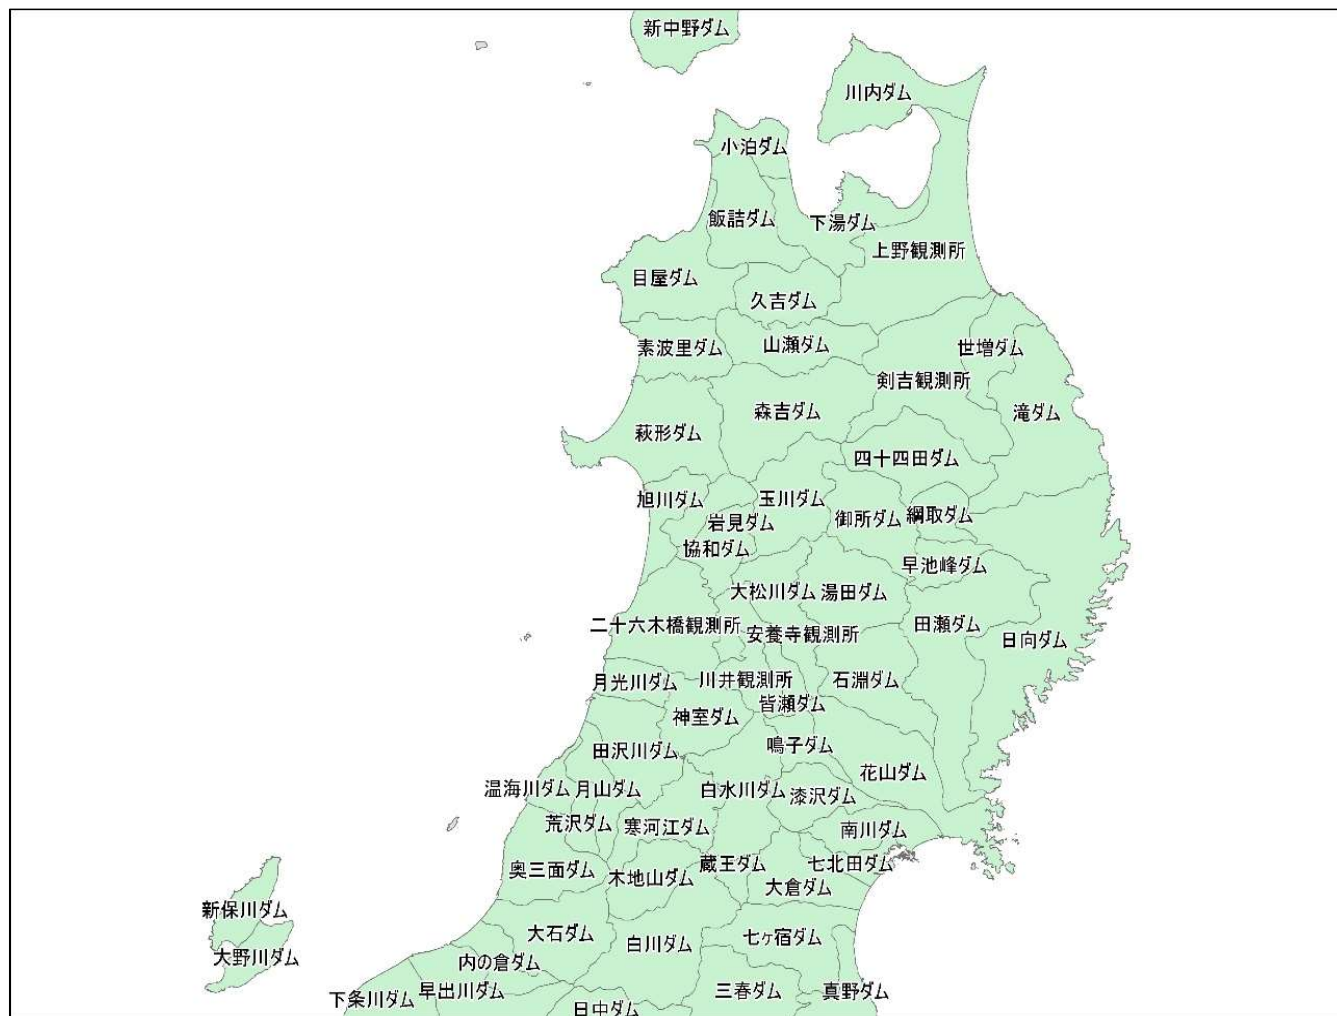 新中野ダム
川内ダム
小泊ダム
飯詰ダム
下湯ダム
上野観測所
目屋ダム
久吉ダム
素波里ダム
山瀬ダム
世増ダム
剣吉観測所
森吉ダム
滝ダム
萩形ダム
四十四田ダム
旭川ダム
玉川ダム
岩見ダム
御所ダム
綱取ダム
協和ダム
早池峰ダム
大松川ダム
湯田ダム
二十六木橋観測所
安養寺観測所
田瀬ダム
日向ダム
月光川ダム
川井観測所
石淵ダム
皆瀬ダム
神室ダム
田沢川ダム
鳴子ダム
花山ダム
温海川ダム
月山ダム
白水川ダム
漆沢ダム
荒沢ダム
寒河江ダム
南川ダム
奥三面ダム
木地山ダム
蔵王ダム
七北田ダム
大倉ダム
新保川ダム
大石ダム
白川ダム
七ヶ宿ダム
大野川ダム
内の倉ダム
下条川ダム
早出川ダム
三春ダム
真野ダム
日中ダム